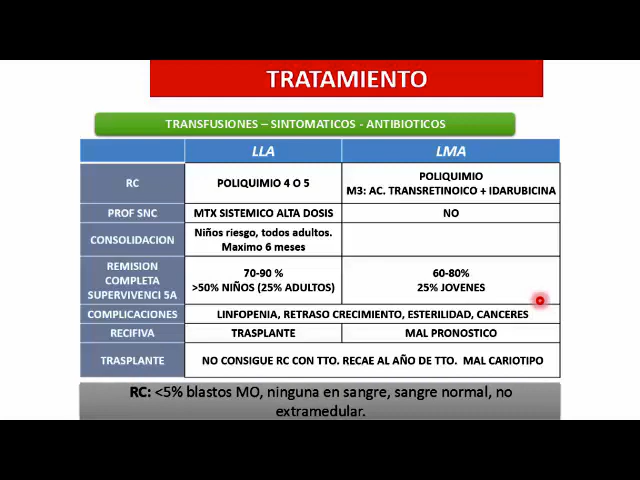 TRATAMIENTO
TRANSFUSIONES – SINTOMATICOS - ANTIBIOTICOS
LLA
LMA
RC
POLIQUIMIO 4 O 5
POLIQUIMIO
M3: AC. TRANSRETINOICO + IDARUBICINA
PROF SNC
MTX SISTEMICO ALTA DOSIS
NO
CONSOLIDACION
Niños riesgo, todos adultos.
Maximo 6 meses
REMISION
COMPLETA
SUPERVIVENCI 5A
70-90 %
>50% NIÑOS (25% ADULTOS)
60-80%
25% JOVENES
COMPLICACIONES
LINFOPENIA, RETRASO CRECIMIENTO, ESTERILIDAD, CANCERES
RECIFIVA
TRASPLANTE
MAL PRONOSTICO
TRASPLANTE
NO CONSIGUE RC CON TTO. RECAE AL AÑO DE TTO. MAL CARIOTIPO
RC: <5% blastos MO, ninguna en sangre, sangre normal, no
extramedular.